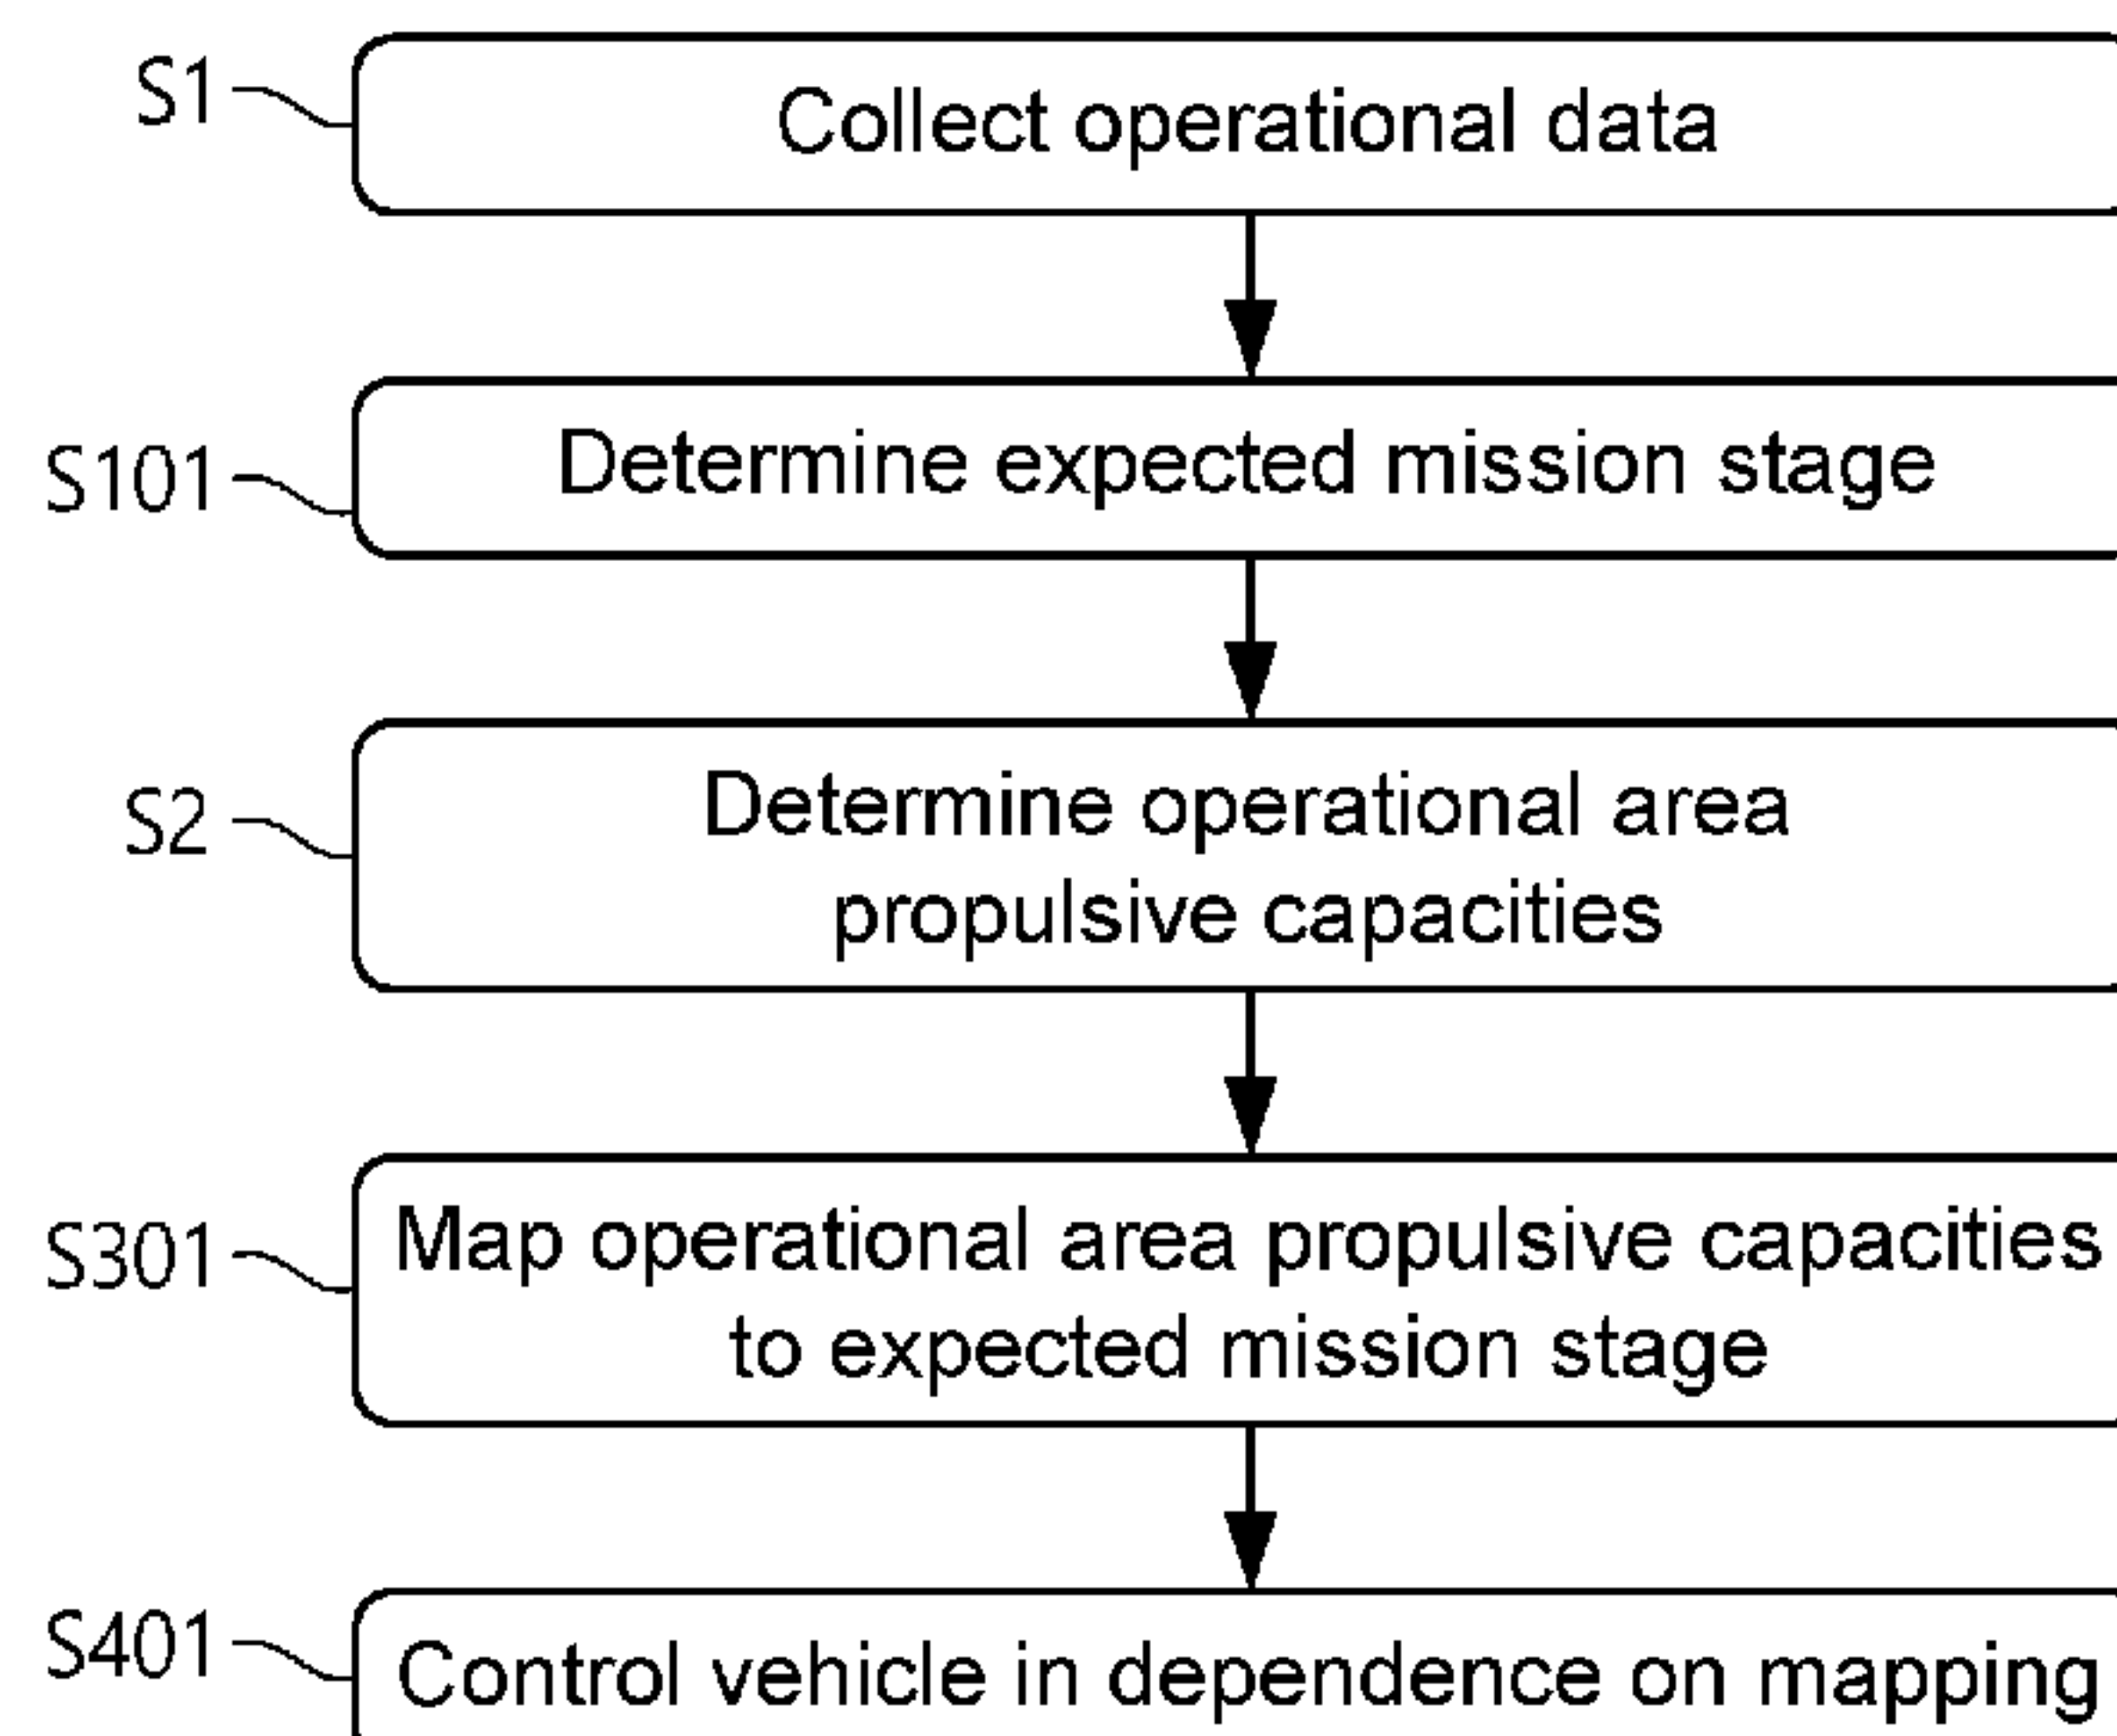 S1
Collect operational data
S101
Determine expected mission stage
S2
Determine operational area
propulsive capacities
S301
Map operational area propulsive capacities
to expected mission stage
S401
Control vehicle in dependence on mapping